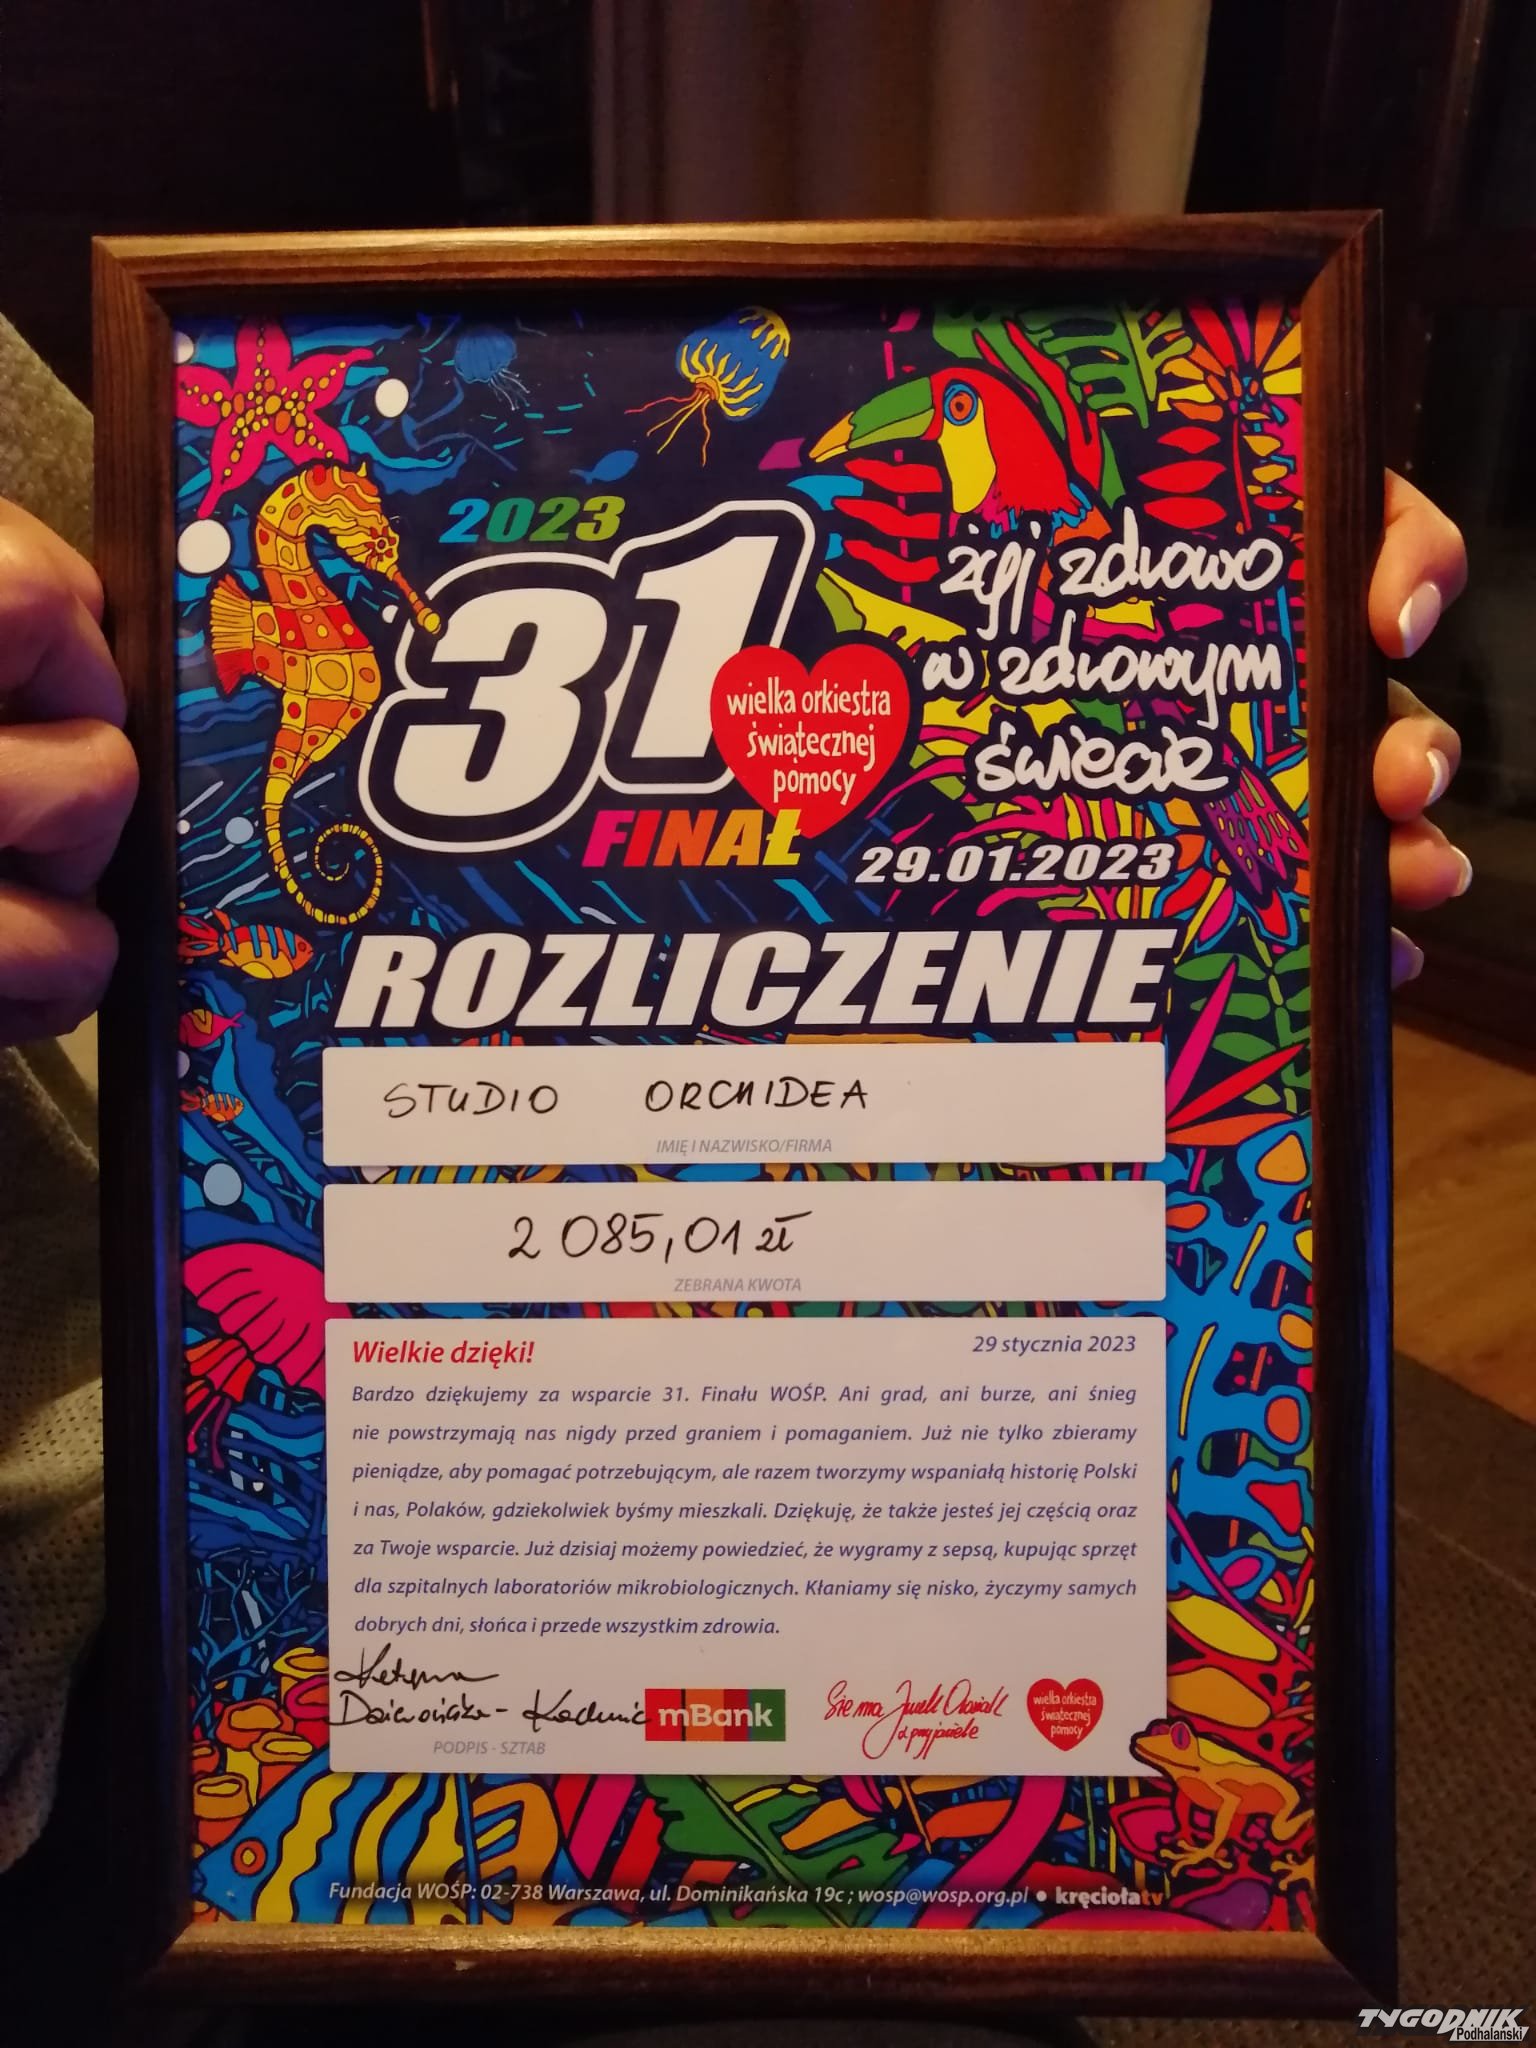 2023
31
wielka orkiestra
świątecznej
pomocy
FINAŁ
żyj zdrowo
w zdrowym
świecie
29.01.2023
ROZLICZENIE
STUDIO ORCHIDEA
IMIĘ I NAZWISKO/FIRMA
2 085,01 zł
ZEBRANA KWOTA
Wielkie dzięki!
29 stycznia 2023
Bardzo dziękujemy za wsparcie 31. Finału WOŚP. Ani grad, ani burze, ani śnieg
nie powstrzymają nas nigdy przed graniem i pomaganiem. Już nie tylko zbieramy
pieniądze, aby pomagać potrzebującym, ale razem tworzymy wspaniałą historię Polski
i nas, Polaków, gdziekolwiek byśmy mieszkali. Dziękuję, że także jesteś jej częścią oraz
za Twoje wsparcie. Już dzisiaj możemy powiedzieć, że wygramy z sepsą, kupując sprzęt
dla szpitalnych laboratoriów mikrobiologicznych. Kłaniamy się nisko, życzymy samych
dobrych dni, słońca i przede wszystkim zdrowia.
PODPIS - SZTAB
mBank
Sie ma Jurek Owsiak
z przyjaciele
wielka orkiestra
świątecznej
pomocy
Fundacja WOŚP: 02-738 Warszawa, ul. Dominikańska 19c ; wosp@wosp.org.pl • kręciołatv
TYGODNIK
Podhalański